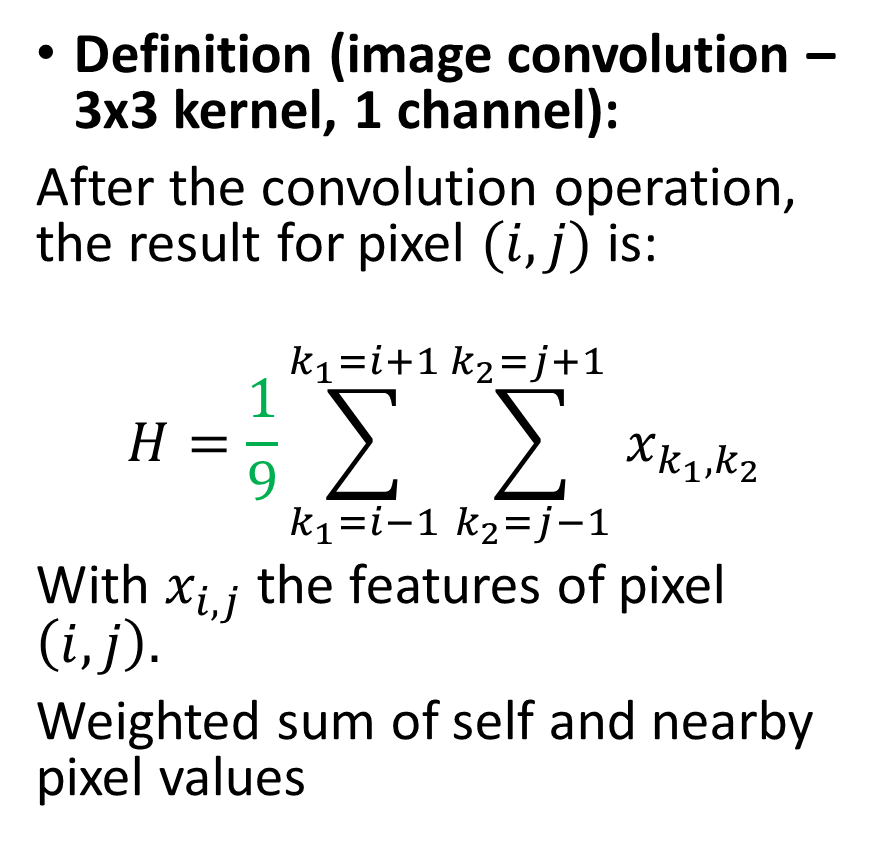 • Definition (image convolution –
3x3 kernel, 1 channel):
After the convolution operation,
the result for pixel (i, j) is:
H = 1/9 ∑_{k₁=i−1}^{k₁=i+1} ∑_{k₂=j−1}^{k₂=j+1} x_{k₁,k₂}
With x_{i,j} the features of pixel
(i, j).
Weighted sum of self and nearby
pixel values